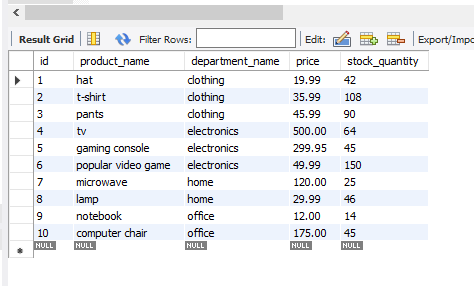 Result Grid Filter Rows: Edit: Export/Impo
id product_name department_name price stock_quantity
1 hat clothing 19.99 42
2 t-shirt clothing 35.99 108
3 pants clothing 45.99 90
4 tv electronics 500.00 64
5 gaming console electronics 299.95 45
6 popular video game electronics 49.99 150
7 microwave home 120.00 25
8 lamp home 29.99 46
9 notebook office 12.00 14
10 computer chair office 175.00 45
NULL NULL NULL NULL NULL